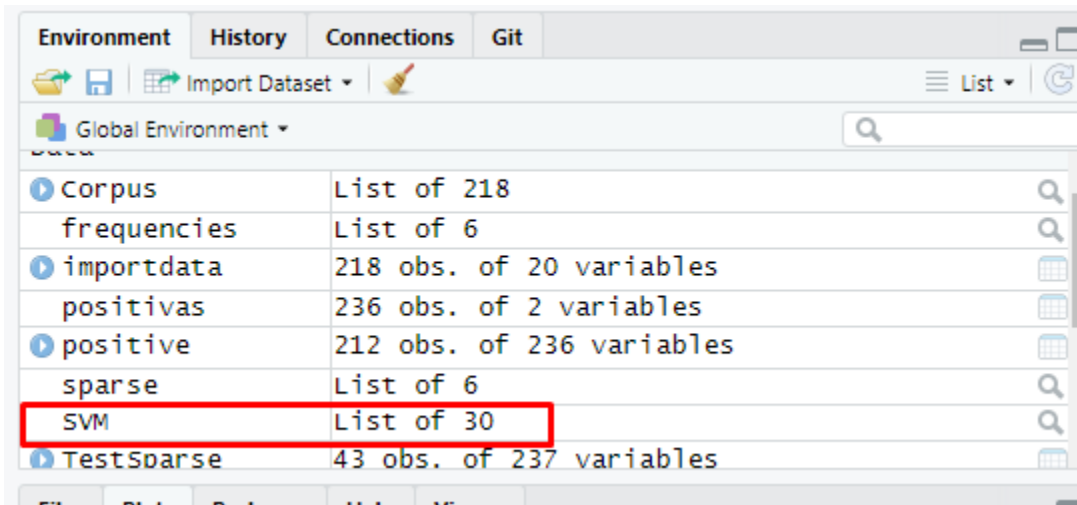 Environment History Connections Git
Import Dataset List
Global Environment
Data
Corpus List of 218
frequencies List of 6
importdata 218 obs. of 20 variables
positivas 236 obs. of 2 variables
positive 212 obs. of 236 variables
sparse List of 6
SVM List of 30
TestSparse 43 obs. of 237 variables